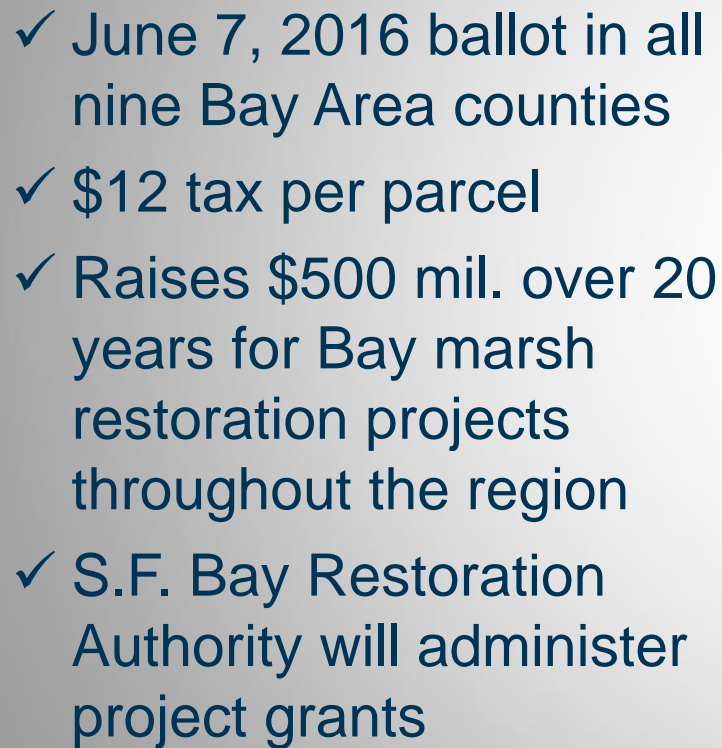 ✓ June 7, 2016 ballot in all
nine Bay Area counties
✓ $12 tax per parcel
✓ Raises $500 mil. over 20
years for Bay marsh
restoration projects
throughout the region
✓ S.F. Bay Restoration
Authority will administer
project grants